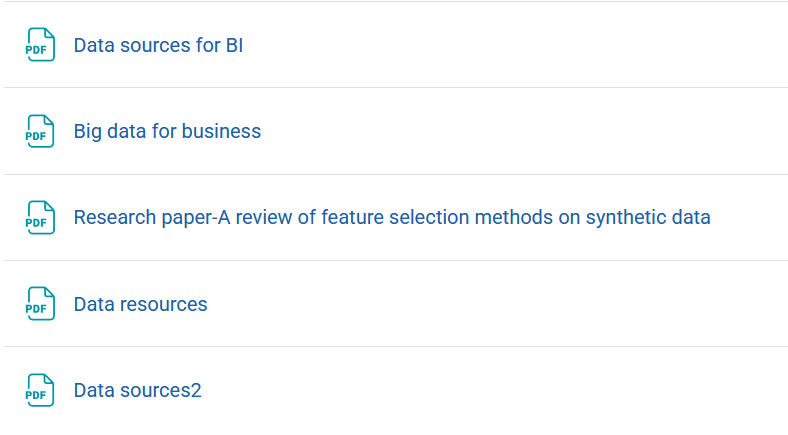 PDF Data sources for BI
PDF Big data for business
PDF Research paper-A review of feature selection methods on synthetic data
PDF Data resources
PDF Data sources2